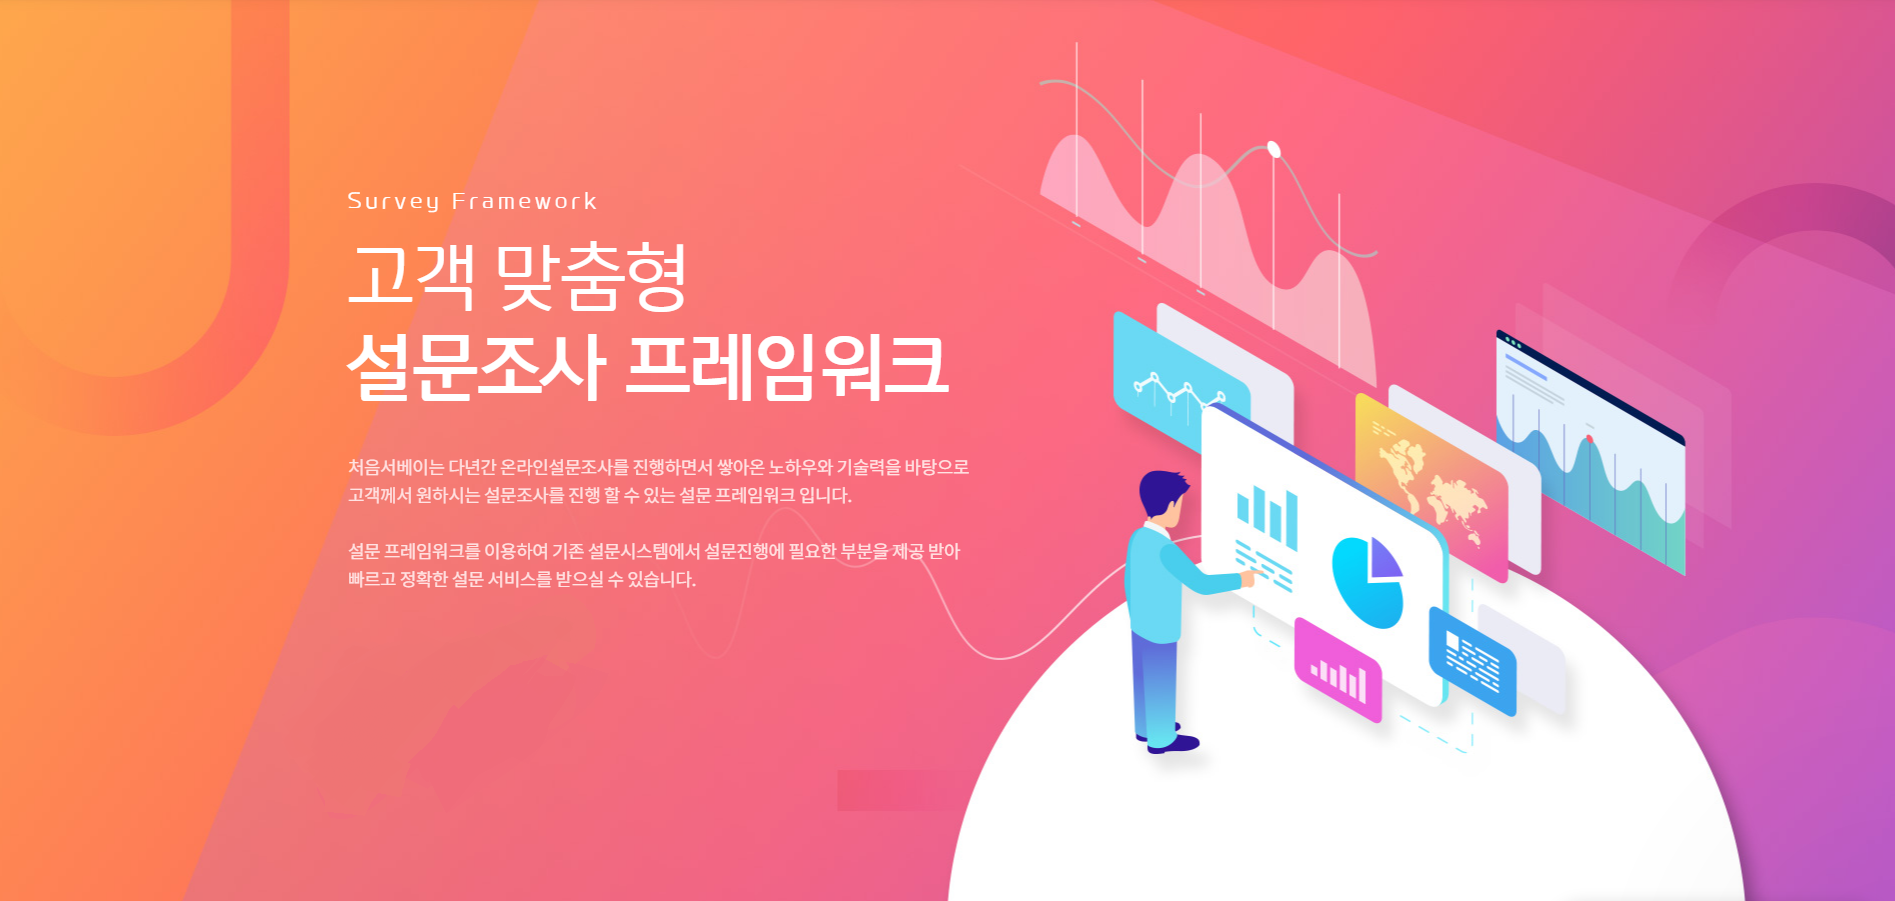 Survey Framework
고객 맞춤형
설문조사 프레임워크
처음서베이는 다년간 온라인설문조사를 진행하면서 쌓아온 노하우와 기술력을 바탕으로
고객께서 원하시는 설문조사를 진행 할 수 있는 설문 프레임워크 입니다.
설문 프레임워크를 이용하여 기존 설문시스템에서 설문진행에 필요한 부분을 제공 받아
빠르고 정확한 설문 서비스를 받으실 수 있습니다.